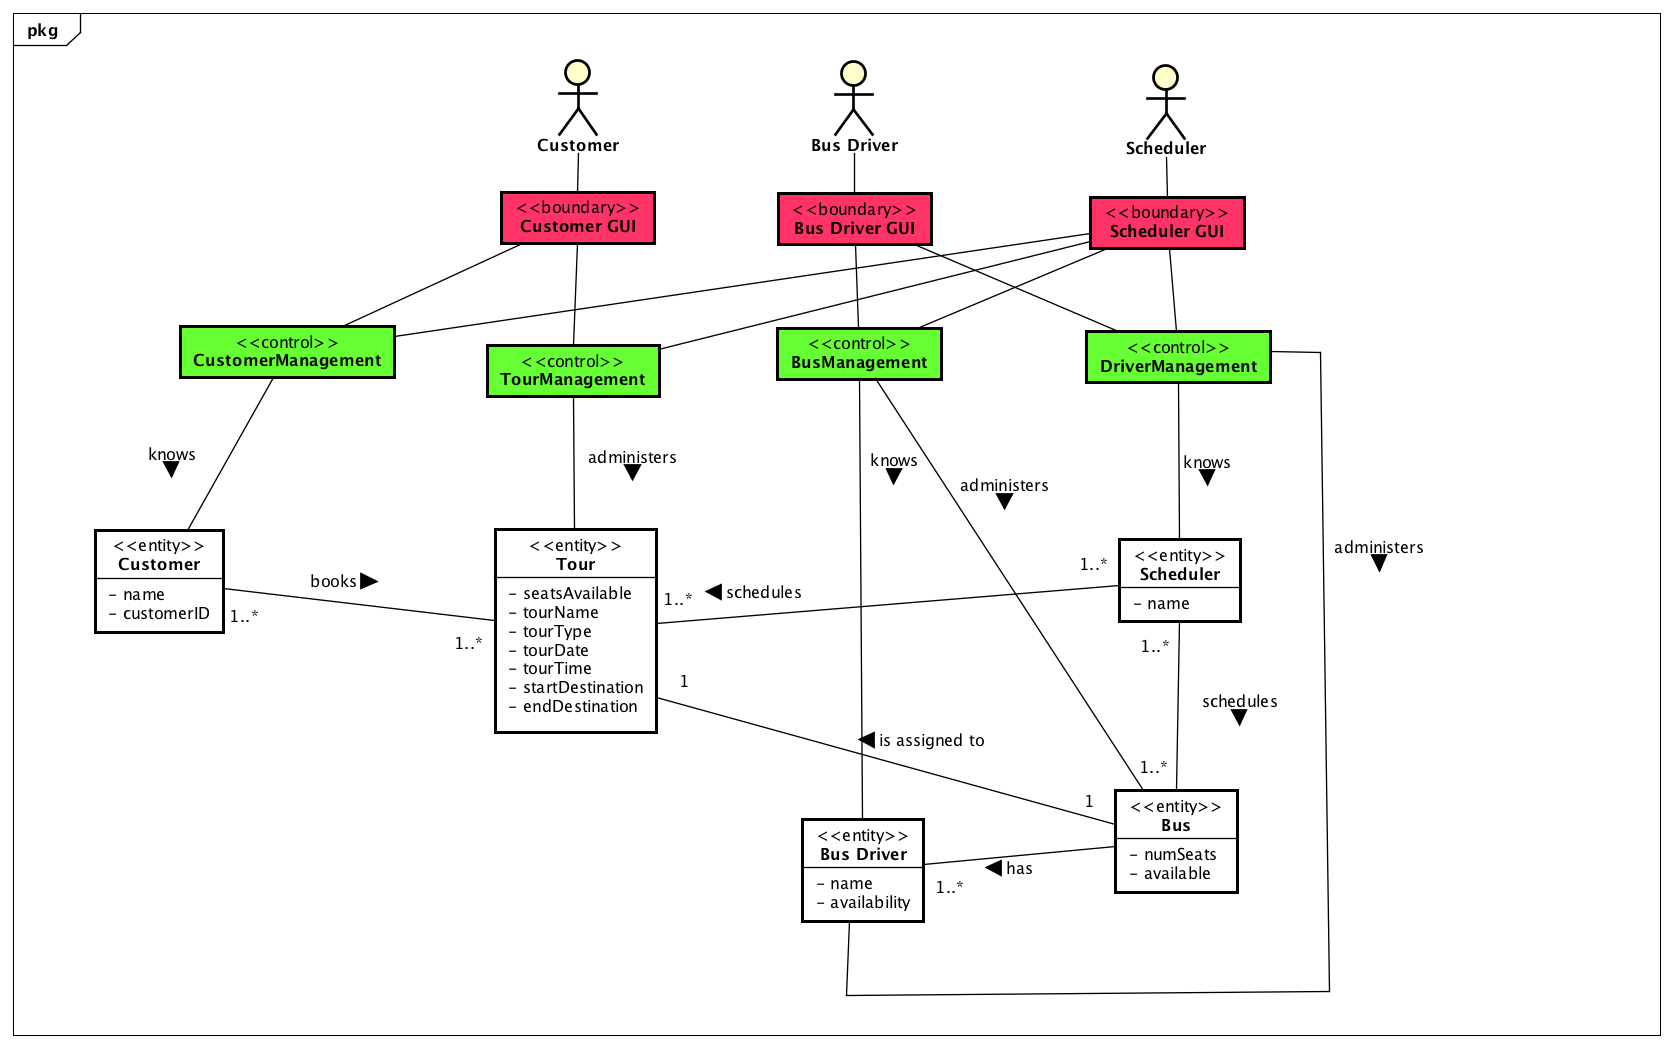 pkg
Customer
Bus Driver
Scheduler
<<boundary>>
Customer GUI
<<boundary>>
Bus Driver GUI
<<boundary>>
Scheduler GUI
<<control>>
CustomerManagement
<<control>>
TourManagement
<<control>>
BusManagement
<<control>>
DriverManagement
knows
administers
knows
administers
knows
administers
<<entity>>
Customer
- name
- customerID
books
1..*
1..*
<<entity>>
Tour
- seatsAvailable
- tourName
- tourType
- tourDate
- tourTime
- startDestination
- endDestination
1..*
schedules
1..*
<<entity>>
Scheduler
- name
1..*
schedules
1..*
1
is assigned to
1
<<entity>>
Bus Driver
- name
- availability
1..*
has
<<entity>>
Bus
- numSeats
- available